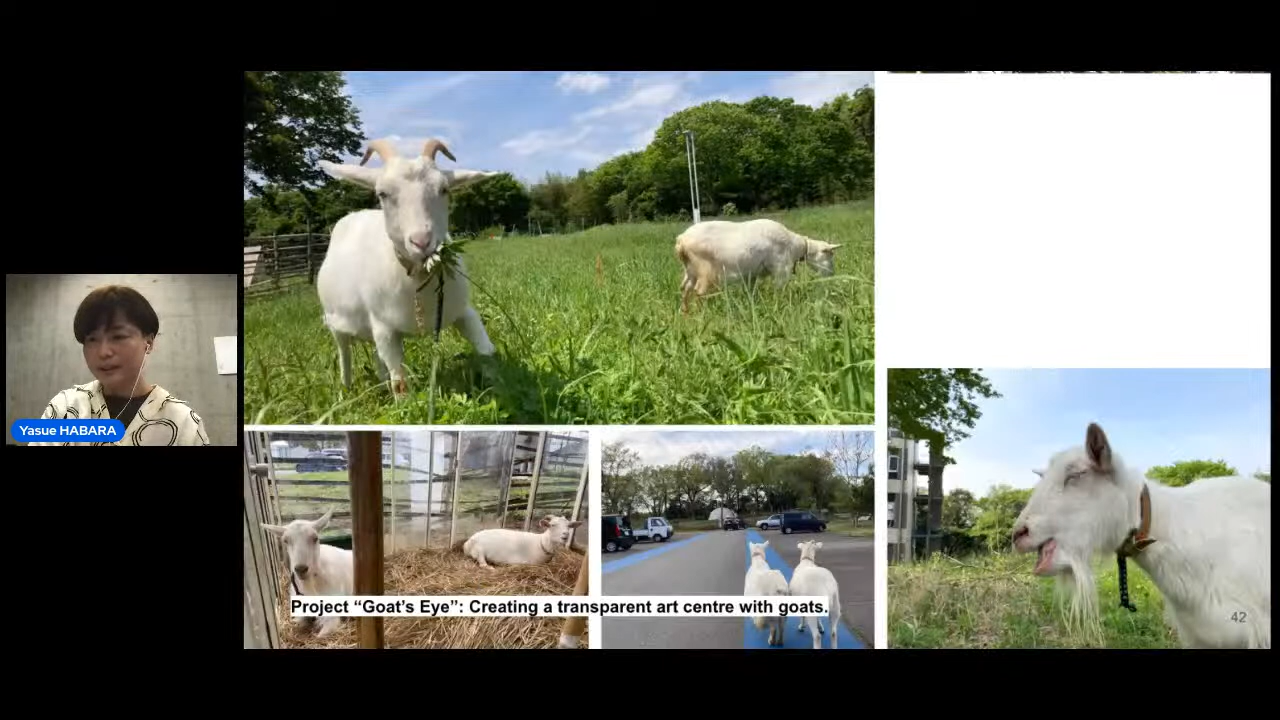 Yasue HABARA
Project “Goat’s Eye”: Creating a transparent art centre with goats.
42